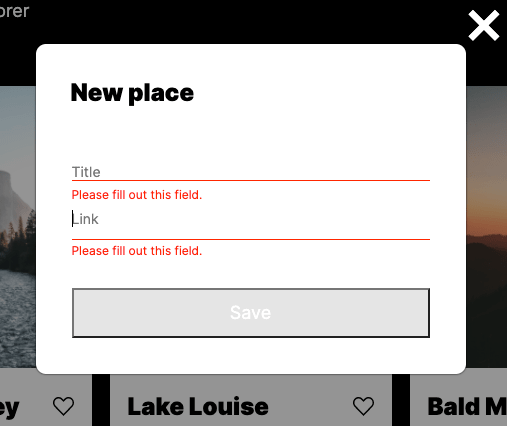 orer
New place
Title
Please fill out this field.
Link
Please fill out this field.
Save
ey
Lake Louise
Bald M